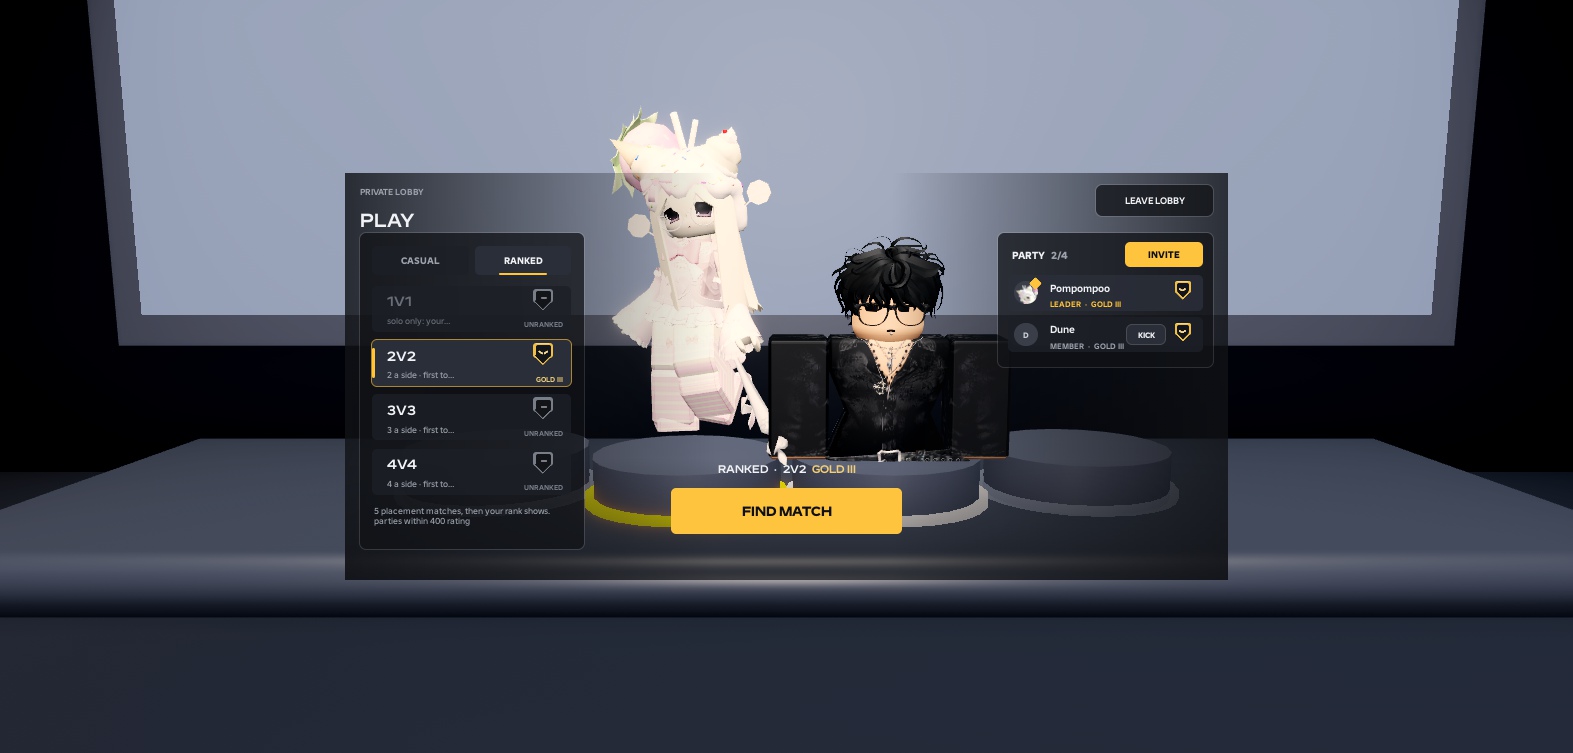 PRIVATE LOBBY
PLAY
LEAVE LOBBY
CASUAL
RANKED
1V1
solo only: your...
UNRANKED
2V2
2 a side · first to...
GOLD III
3V3
3 a side · first to...
UNRANKED
4V4
4 a side · first to...
UNRANKED
5 placement matches, then your rank shows.
parties within 400 rating
PARTY 2/4
INVITE
Pompompoo
LEADER · GOLD III
D
Dune
MEMBER · GOLD III
KICK
RANKED · 2V2 GOLD III
FIND MATCH